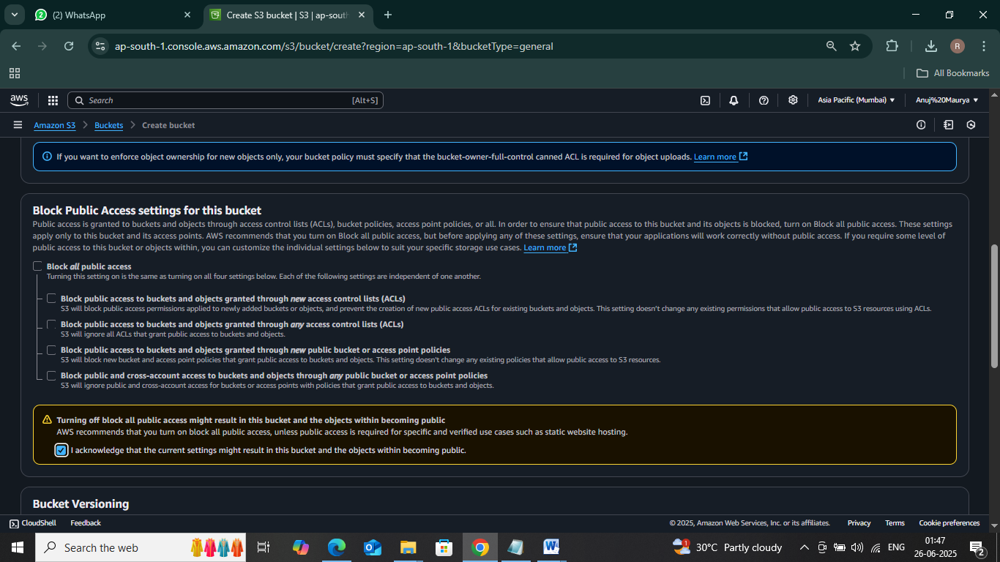 (2) WhatsApp
Create S3 bucket | S3 | ap-sout
ap-south-1.console.aws.amazon.com/s3/bucket/create?region=ap-south-1&bucketType=general
R
All Bookmarks
aws
Search
[Alt+S]
Asia Pacific (Mumbai)
Anuj%20Maurya
Amazon S3
Buckets
Create bucket
If you want to enforce object ownership for new objects only, your bucket policy must specify that the bucket-owner-full-control canned ACL is required for object uploads. Learn more
Block Public Access settings for this bucket
Public access is granted to buckets and objects through access control lists (ACLs), bucket policies, access point policies, or all. In order to ensure that public access to this bucket and its objects is blocked, turn on Block all public access. These settings
apply only to this bucket and its access points. AWS recommends that you turn on Block all public access, but before applying any of these settings, ensure that your applications will work correctly without public access. If you require some level of
public access to this bucket or objects within, you can customize the individual settings below to suit your specific storage use cases. Learn more
Block all public access
Turning this setting on is the same as turning on all four settings below. Each of the following settings are independent of one another.
Block public access to buckets and objects granted through new access control lists (ACLs)
S3 will block public access permissions applied to newly added buckets or objects, and prevent the creation of new public access ACLs for existing buckets and objects. This setting doesn't change any existing permissions that allow public access to S3 resources using ACLs.
Block public access to buckets and objects granted through any access control lists (ACLs)
S3 will ignore all ACLs that grant public access to buckets and objects.
Block public access to buckets and objects granted through new public bucket or access point policies
S3 will block new bucket and access point policies that grant public access to buckets and objects. This setting doesn't change any existing policies that allow public access to S3 resources.
Block public and cross-account access to buckets and objects through any public bucket or access point policies
S3 will ignore public and cross-account access for buckets or access points with policies that grant public access to buckets and objects.
Turning off block all public access might result in this bucket and the objects within becoming public
AWS recommends that you turn on block all public access, unless public access is required for specific and verified use cases such as static website hosting.
I acknowledge that the current settings might result in this bucket and the objects within becoming public.
Bucket Versioning
CloudShell
Feedback
© 2025, Amazon Web Services, Inc. or its affiliates.
Privacy
Terms
Cookie preferences
Search the web
1
30°C Partly cloudy
ENG
01:47
26-06-2025
2